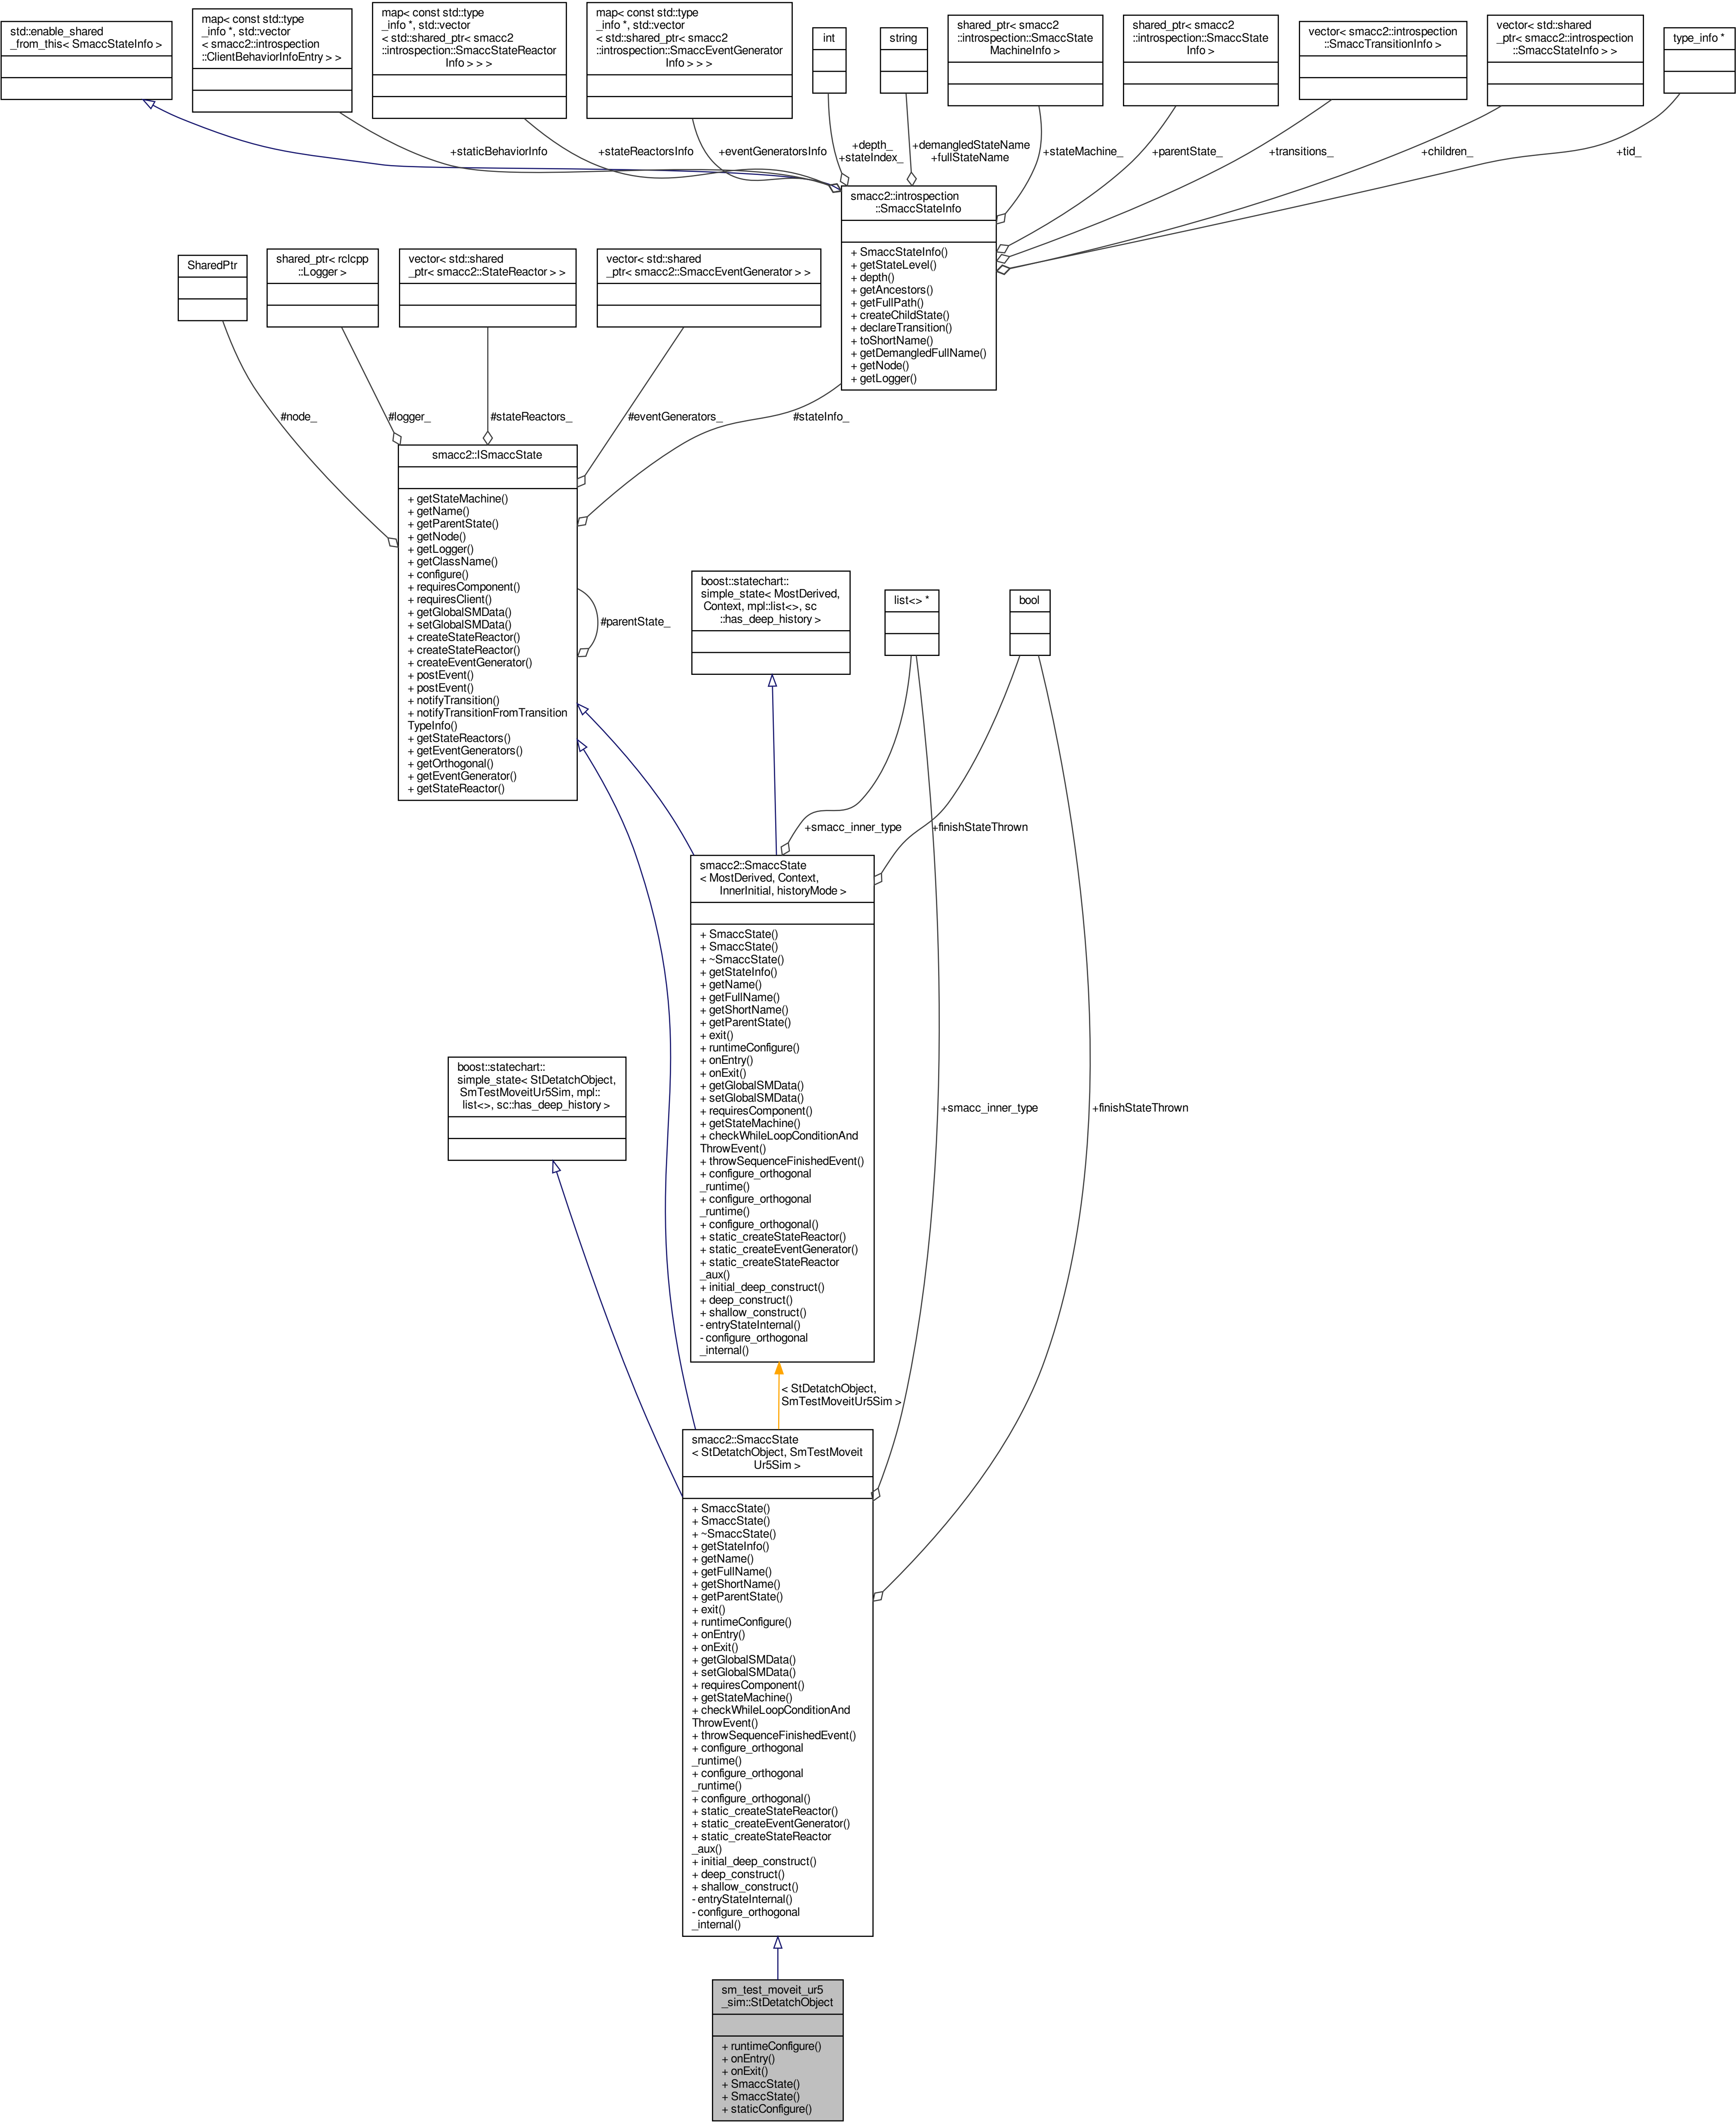 std::enable_shared
_from_this< SmaccStateInfo >
map< const std::type
_info *, std::vector
< smacc2::introspection
::ClientBehaviorInfoEntry > >
map< const std::type
_info *, std::vector
< std::shared_ptr< smacc2
::introspection::SmaccStateReactor
Info > > >
map< const std::type
_info *, std::vector
< std::shared_ptr< smacc2
::introspection::SmaccEventGenerator
Info > > >
int
string
shared_ptr< smacc2
::introspection::SmaccState
MachineInfo >
shared_ptr< smacc2
::introspection::SmaccState
Info >
vector< smacc2::introspection
::SmaccTransitionInfo >
vector< std::shared
_ptr< smacc2::introspection
::SmaccStateInfo > >
type_info *
+staticBehaviorInfo
+stateReactorsInfo
+eventGeneratorsInfo
+depth_
+stateIndex_
+demangledStateName
+fullStateName
+stateMachine_
+parentState_
+transitions_
+children_
+tid_
smacc2::introspection
::SmaccStateInfo
+ SmaccStateInfo()
+ getStateLevel()
+ depth()
+ getAncestors()
+ getFullPath()
+ createChildState()
+ declareTransition()
+ toShortName()
+ getDemangledFullName()
+ getNode()
+ getLogger()
SharedPtr
shared_ptr< rclcpp
::Logger >
vector< std::shared
_ptr< smacc2::StateReactor > >
vector< std::shared
_ptr< smacc2::SmaccEventGenerator > >
#node_
#logger_
#stateReactors_
#eventGenerators_
#stateInfo_
smacc2::ISmaccState
+ getStateMachine()
+ getName()
+ getParentState()
+ getNode()
+ getLogger()
+ getClassName()
+ configure()
+ requiresComponent()
+ requiresClient()
+ getGlobalSMData()
+ setGlobalSMData()
+ createStateReactor()
+ createStateReactor()
+ createEventGenerator()
+ postEvent()
+ postEvent()
+ notifyTransition()
+ notifyTransitionFromTransition
TypeInfo()
+ getStateReactors()
+ getEventGenerators()
+ getOrthogonal()
+ getEventGenerator()
+ getStateReactor()
#parentState_
boost::statechart::
simple_state< MostDerived,
Context, mpl::list<>, sc
::has_deep_history >
list<> *
bool
+smacc_inner_type
+finishStateThrown
smacc2::SmaccState
< MostDerived, Context,
InnerInitial, historyMode >
+ SmaccState()
+ SmaccState()
+ ~SmaccState()
+ getStateInfo()
+ getName()
+ getFullName()
+ getShortName()
+ getParentState()
+ exit()
+ runtimeConfigure()
+ onEntry()
+ onExit()
+ getGlobalSMData()
+ setGlobalSMData()
+ requiresComponent()
+ getStateMachine()
+ checkWhileLoopConditionAnd
ThrowEvent()
+ throwSequenceFinishedEvent()
+ configure_orthogonal
_runtime()
+ configure_orthogonal
_runtime()
+ configure_orthogonal()
+ static_createStateReactor()
+ static_createEventGenerator()
+ static_createStateReactor
_aux()
+ initial_deep_construct()
+ deep_construct()
+ shallow_construct()
- entryStateInternal()
- configure_orthogonal
_internal()
boost::statechart::
simple_state< StDetatchObject,
SmTestMoveitUr5Sim, mpl::
list<>, sc::has_deep_history >
+smacc_inner_type
+finishStateThrown
< StDetatchObject,
SmTestMoveitUr5Sim >
smacc2::SmaccState
< StDetatchObject, SmTestMoveit
Ur5Sim >
+ SmaccState()
+ SmaccState()
+ ~SmaccState()
+ getStateInfo()
+ getName()
+ getFullName()
+ getShortName()
+ getParentState()
+ exit()
+ runtimeConfigure()
+ onEntry()
+ onExit()
+ getGlobalSMData()
+ setGlobalSMData()
+ requiresComponent()
+ getStateMachine()
+ checkWhileLoopConditionAnd
ThrowEvent()
+ throwSequenceFinishedEvent()
+ configure_orthogonal
_runtime()
+ configure_orthogonal
_runtime()
+ configure_orthogonal()
+ static_createStateReactor()
+ static_createEventGenerator()
+ static_createStateReactor
_aux()
+ initial_deep_construct()
+ deep_construct()
+ shallow_construct()
- entryStateInternal()
- configure_orthogonal
_internal()
sm_test_moveit_ur5
_sim::StDetatchObject
+ runtimeConfigure()
+ onEntry()
+ onExit()
+ SmaccState()
+ SmaccState()
+ staticConfigure()